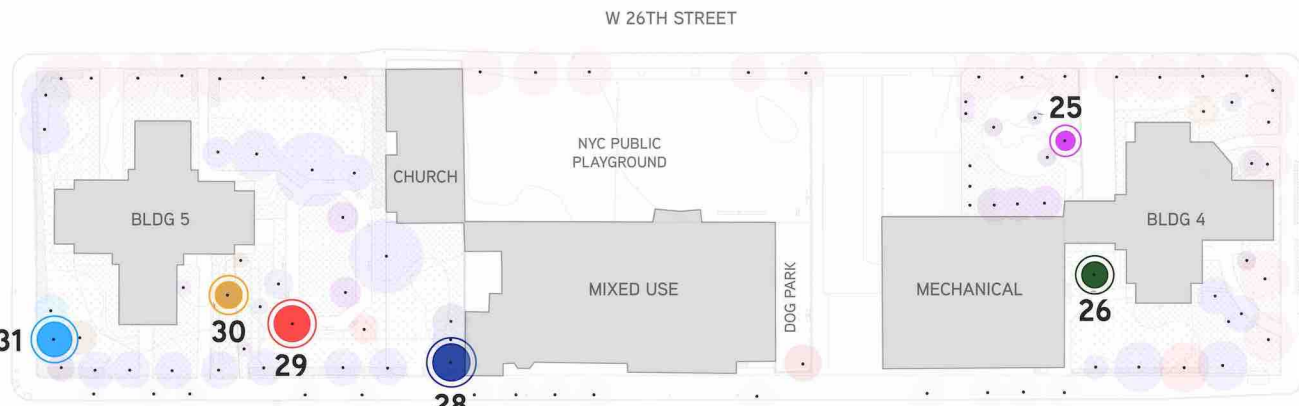 W 26TH STREET
25
NYC PUBLIC
PLAYGROUND
CHURCH
BLDG 5
BLDG 4
MIXED USE
DOG PARK
MECHANICAL
26
30
31
29
28